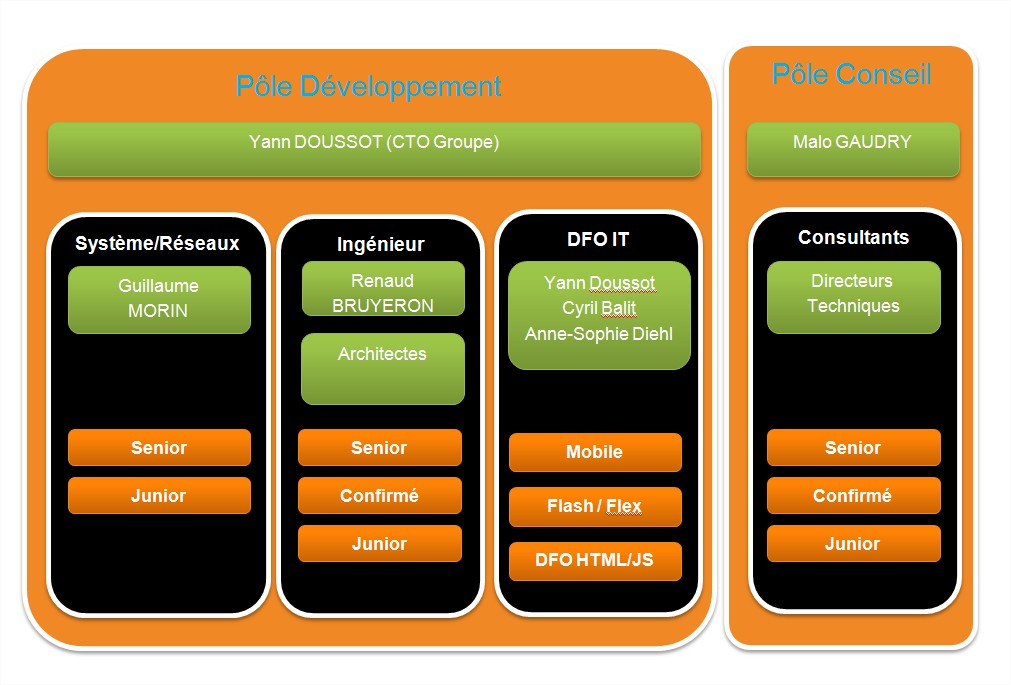 Pôle Développement
Yann DOUSSOT (CTO Groupe)
Système/Réseaux
Guillaume
MORIN
Senior
Junior
Ingénieur
Renaud
BRUYERON
Architectes
Senior
Confirmé
Junior
DFO IT
Yann Doussot
Cyril Balit
Anne-Sophie Diehl
Mobile
Flash / Flex
DFO HTML/JS
Pôle Conseil
Malo GAUDRY
Consultants
Directeurs
Techniques
Senior
Confirmé
Junior